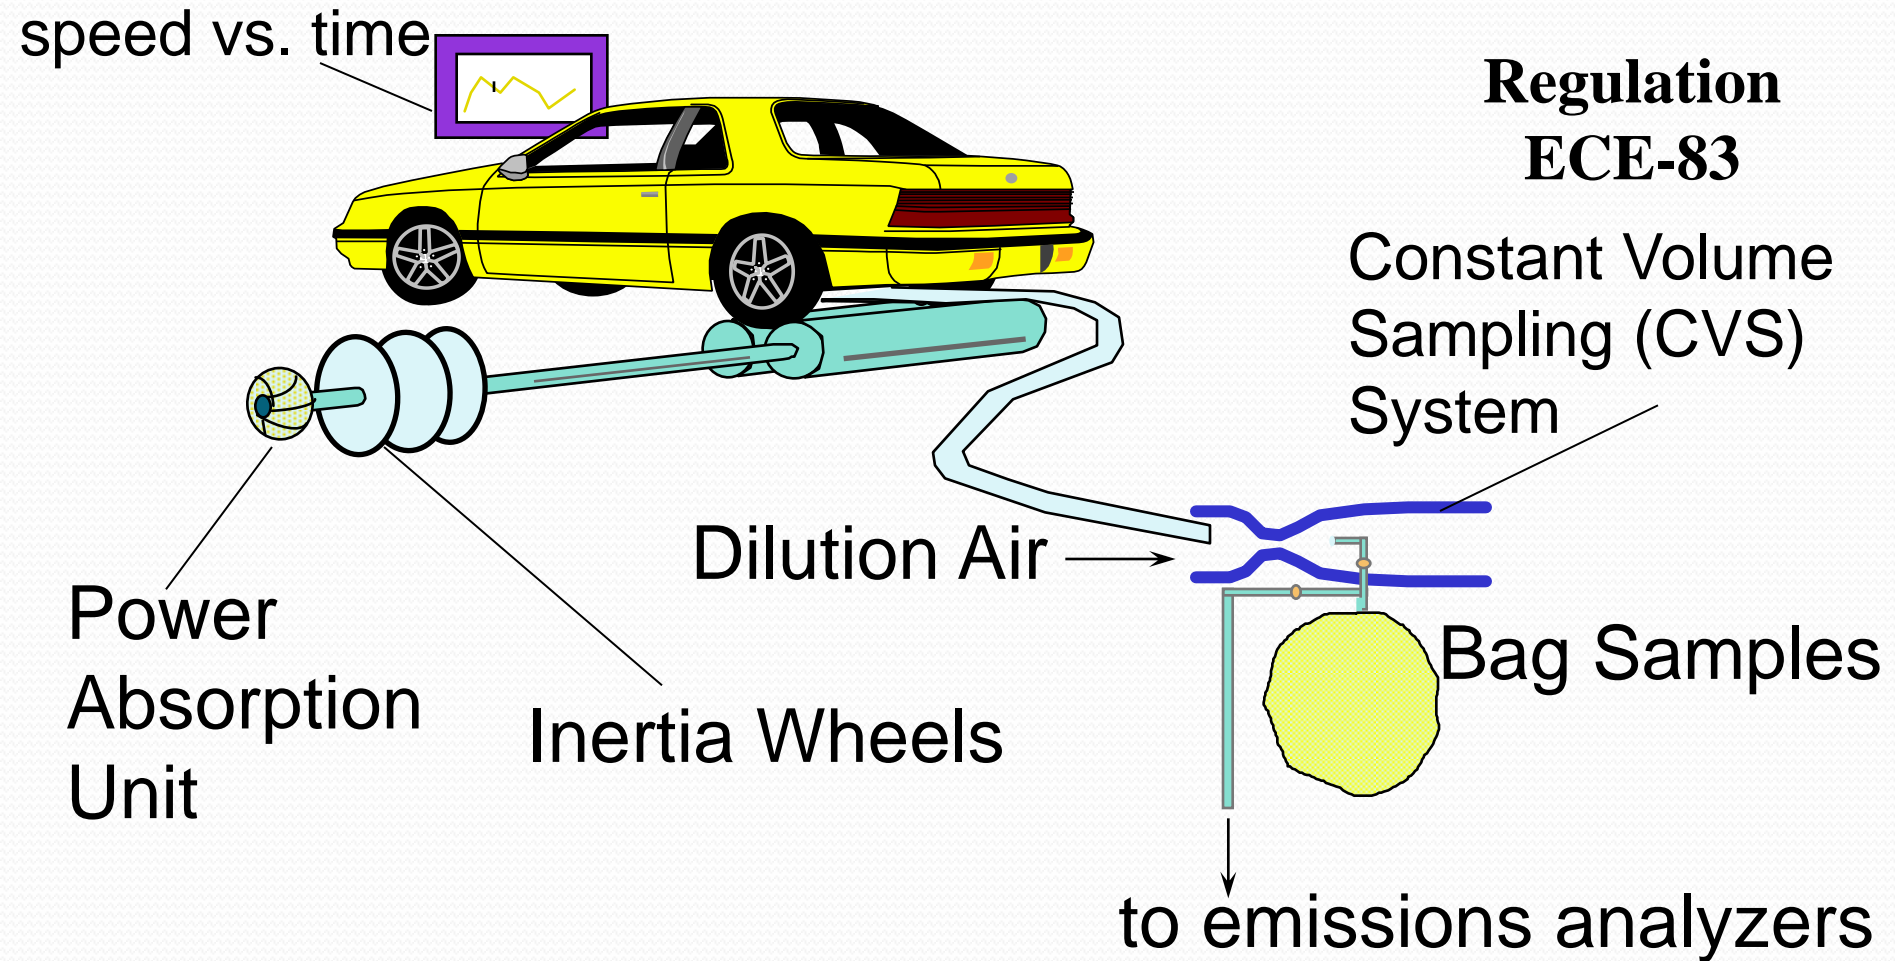 speed vs. time
Regulation
ECE-83
Constant Volume
Sampling (CVS)
System
Dilution Air
Power
Absorption
Unit
Inertia Wheels
Bag Samples
to emissions analyzers